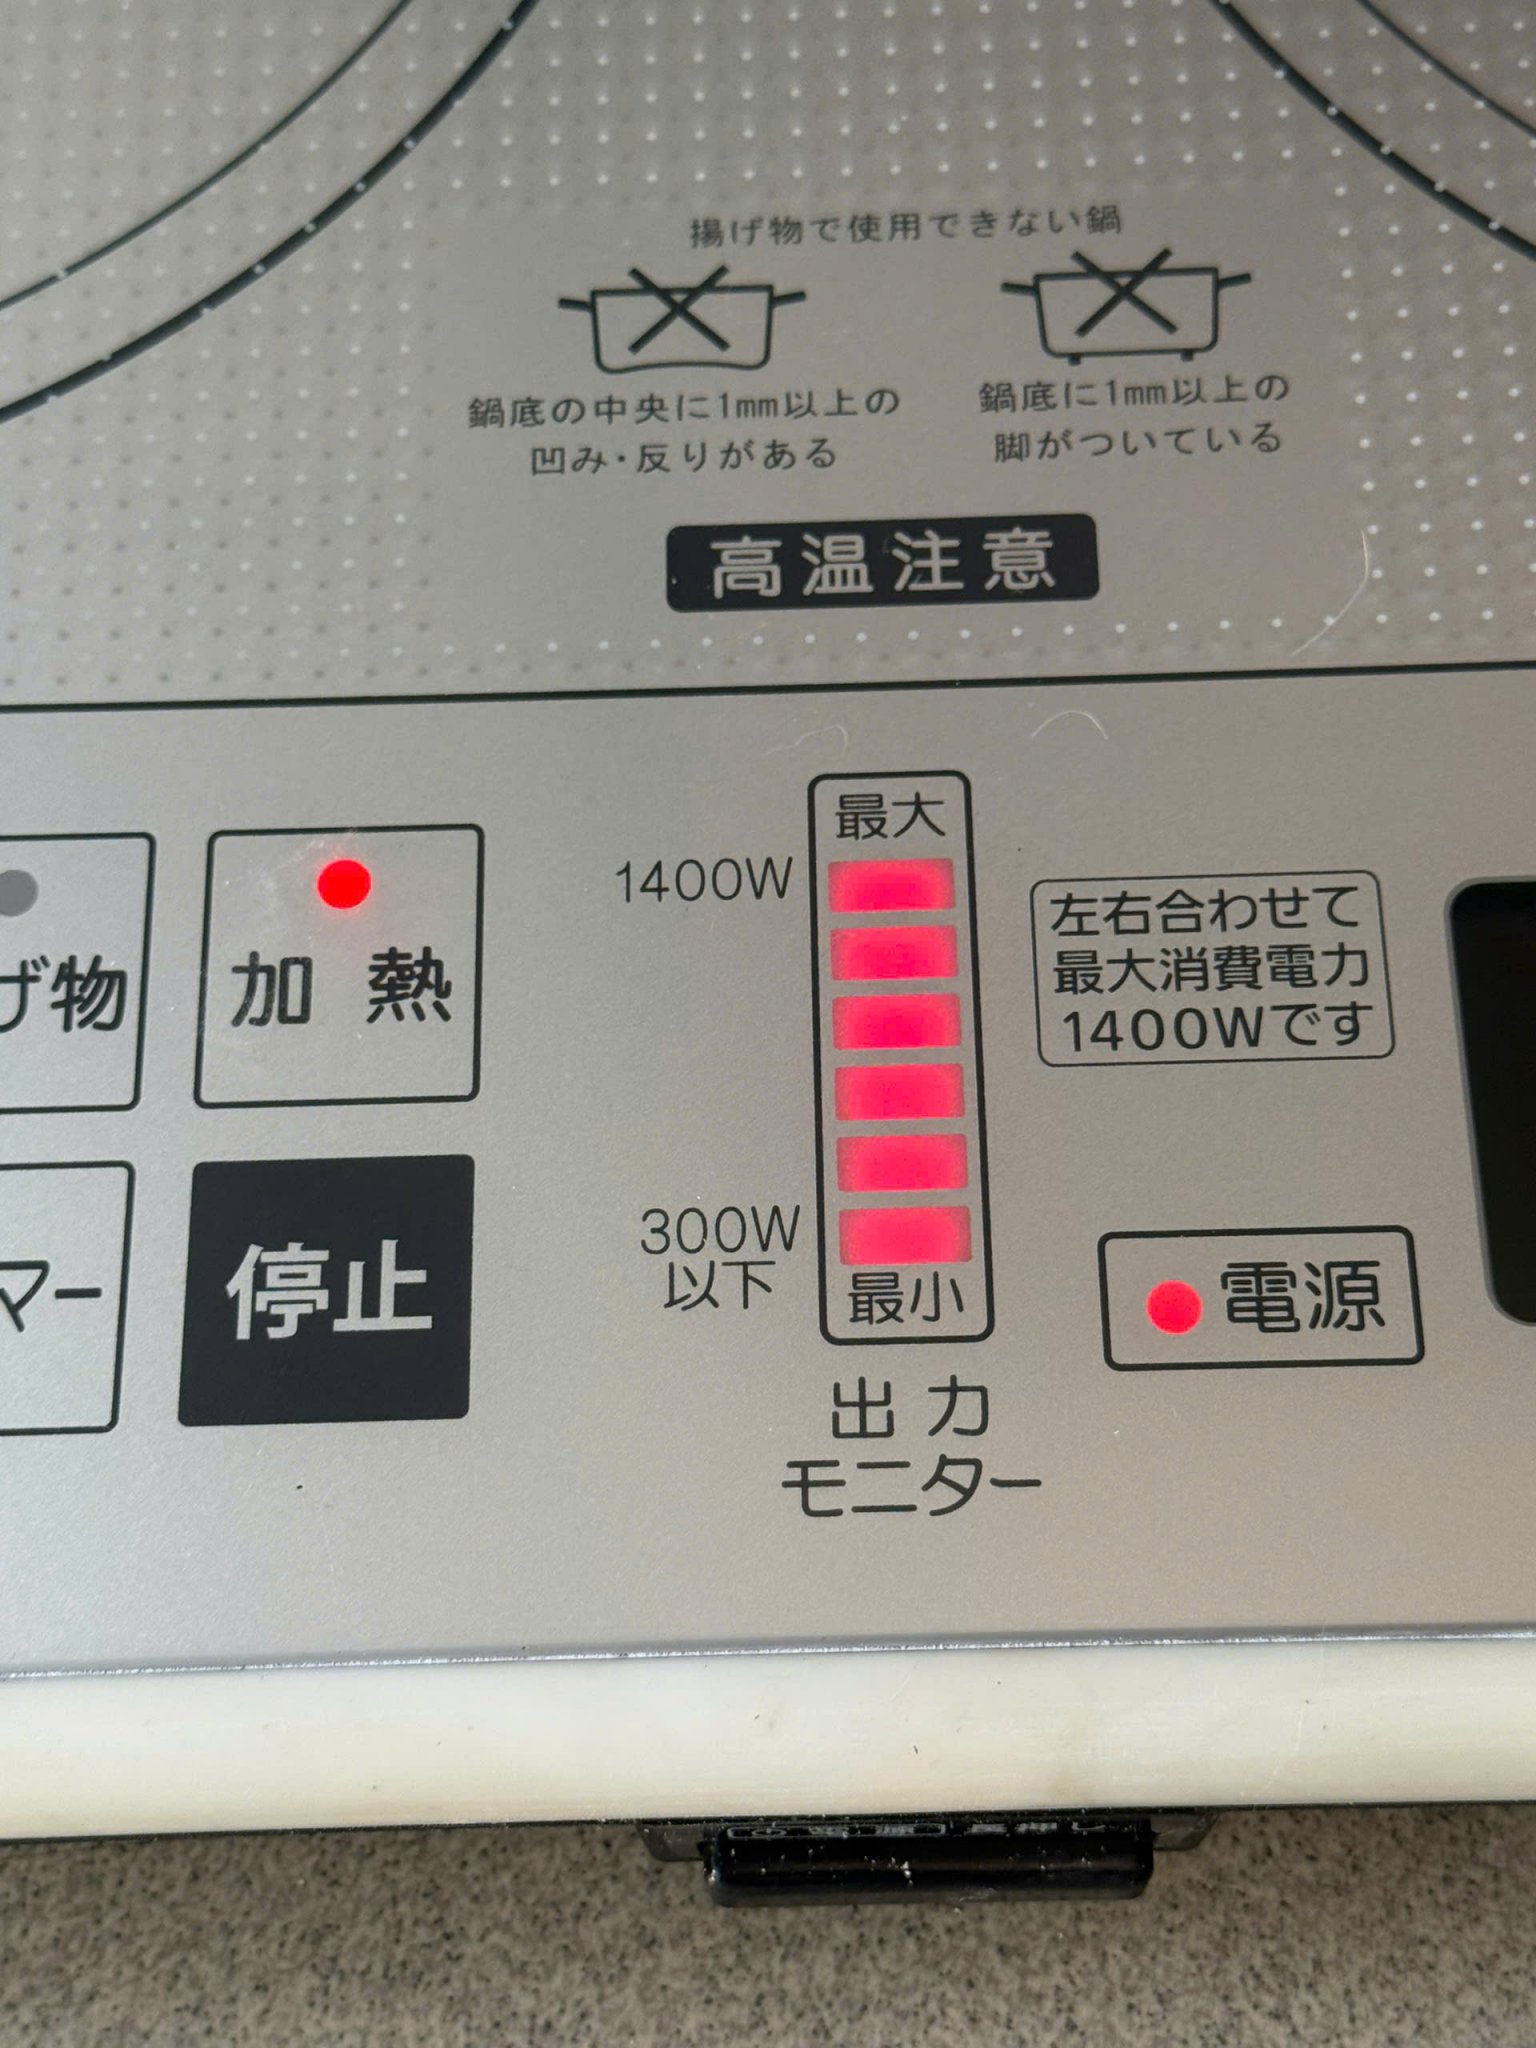 揚げ物で使用できない鍋
鍋底の中央に1mm以上の
凹み・反りがある
鍋底に1mm以上の
脚がついている
高温注意
げ物
加熱
最大
1400W
左右合わせて
最大消費電力
1400Wです
マー
停止
300W
以下
最小
電源
出力
モニター